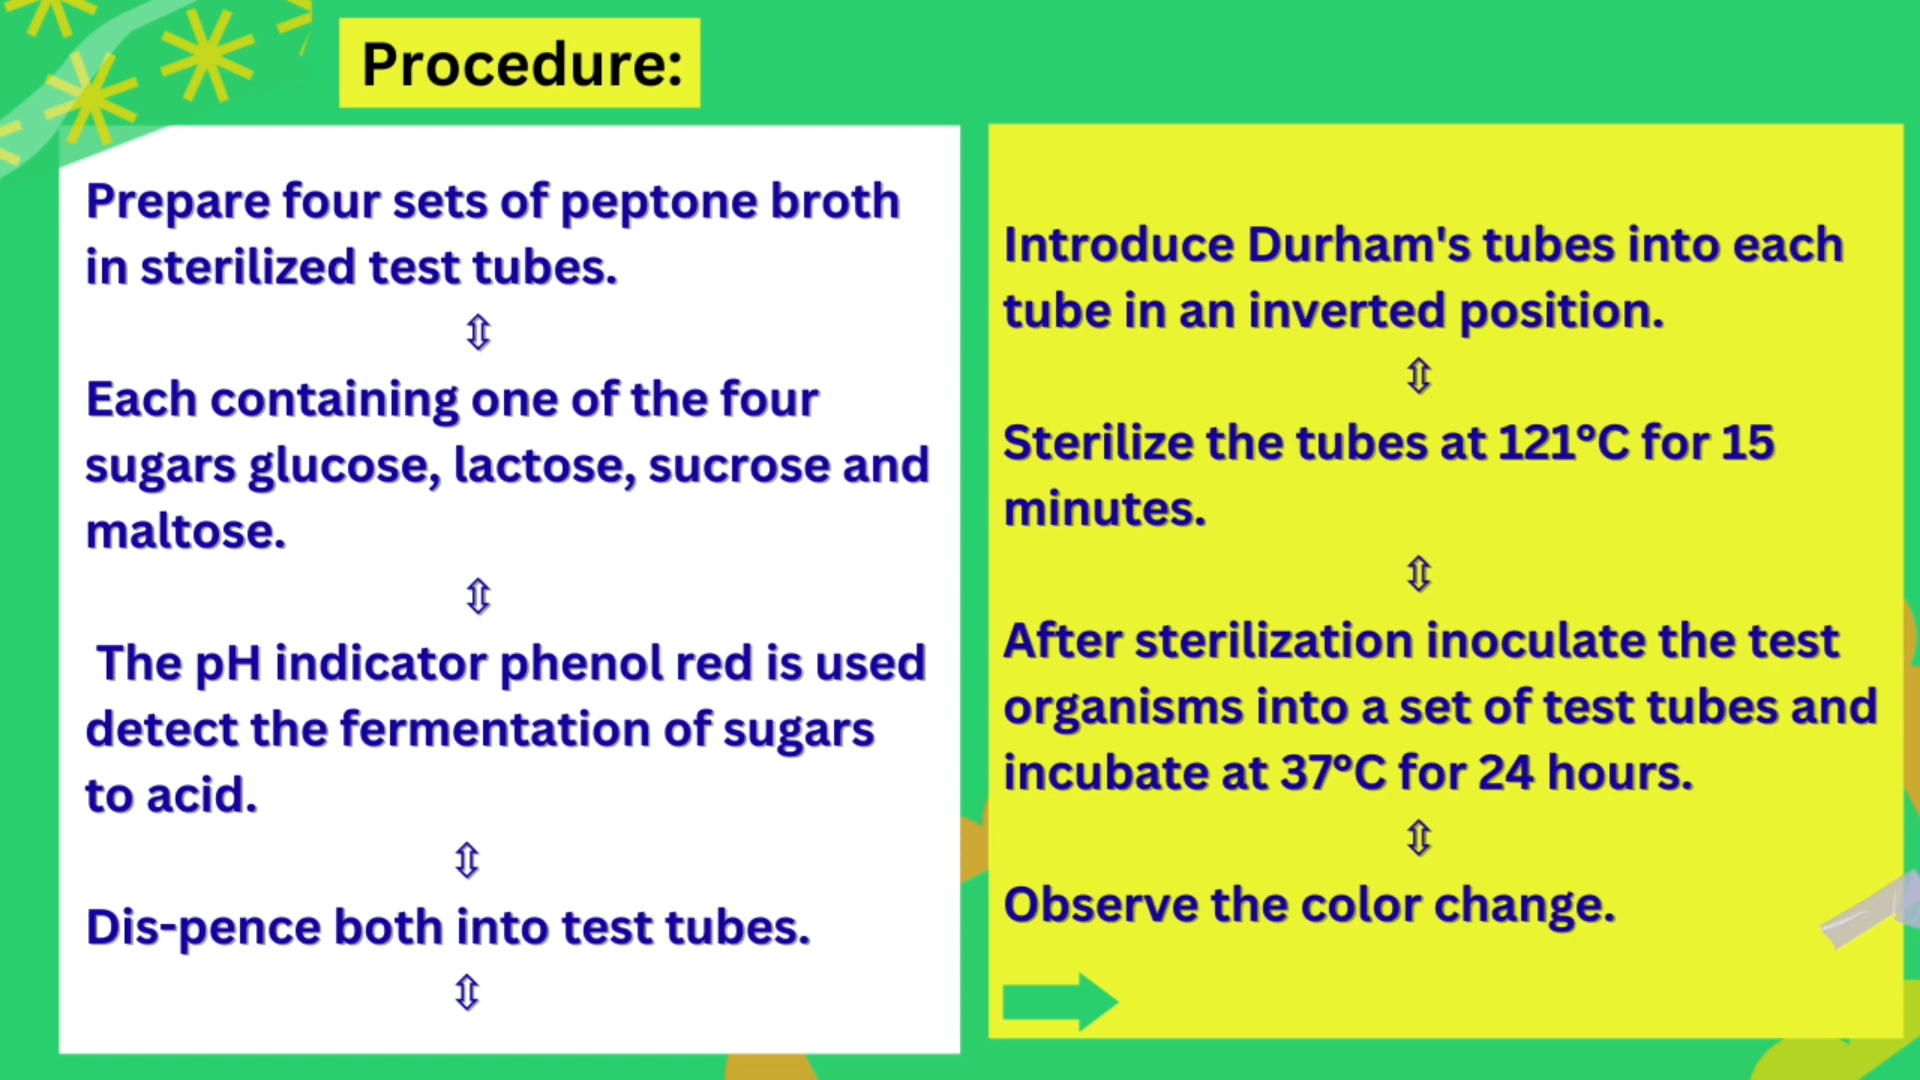 Procedure:
Prepare four sets of peptone broth
in sterilized test tubes.
⇕
Each containing one of the four
sugars glucose, lactose, sucrose and
maltose.
⇕
The pH indicator phenol red is used
detect the fermentation of sugars
to acid.
⇕
Dis-pence both into test tubes.
⇕
Introduce Durham's tubes into each
tube in an inverted position.
⇕
Sterilize the tubes at 121°C for 15
minutes.
⇕
After sterilization inoculate the test
organisms into a set of test tubes and
incubate at 37°C for 24 hours.
⇕
Observe the color change.